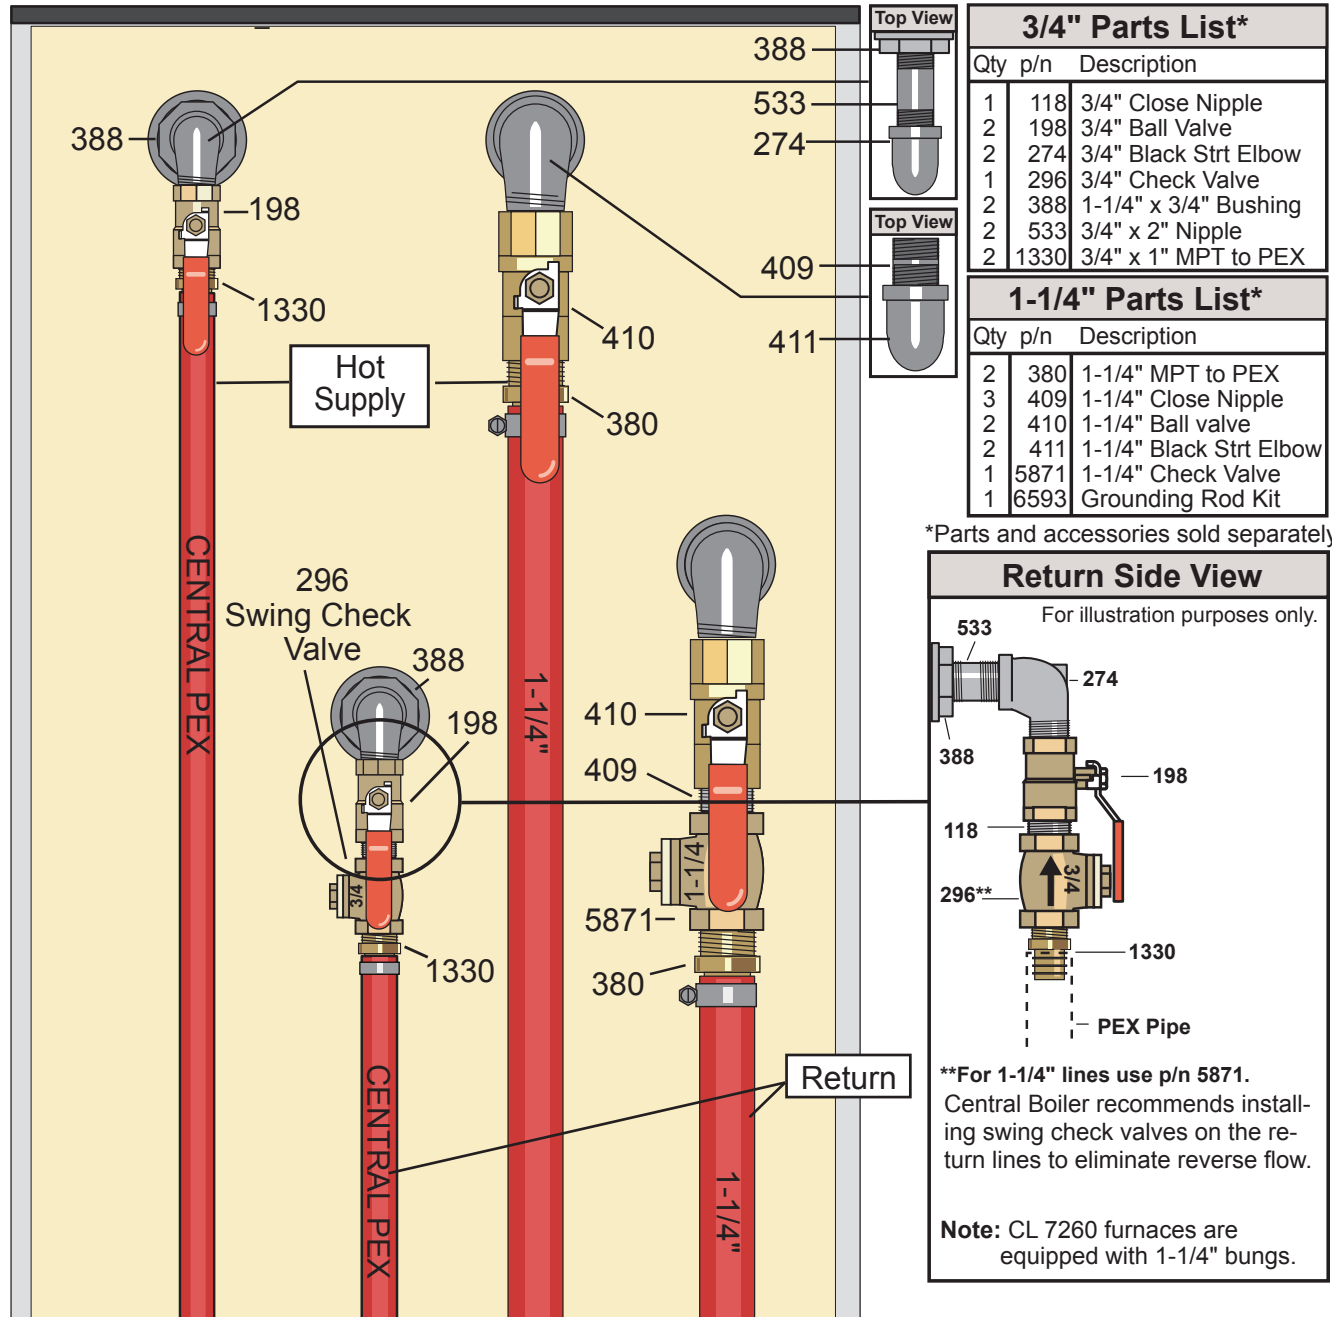 Top View
388
533
274
Top View
409
411
388
198
1330
Hot
Supply
410
380
CENTRAL PEX
296
Swing Check
Valve
388
198
3/4
1330
CENTRAL PEX
1-1/4"
410
409
1-1/4
5871
380
Return
1-1/4"
3/4" Parts List*
Qty p/n Description
1 118 3/4" Close Nipple
2 198 3/4" Ball Valve
2 274 3/4" Black Strt Elbow
1 296 3/4" Check Valve
2 388 1-1/4" x 3/4" Bushing
2 533 3/4" x 2" Nipple
2 1330 3/4" x 1" MPT to PEX
1-1/4" Parts List*
Qty p/n Description
2 380 1-1/4" MPT to PEX
3 409 1-1/4" Close Nipple
2 410 1-1/4" Ball valve
2 411 1-1/4" Black Strt Elbow
1 5871 1-1/4" Check Valve
1 6593 Grounding Rod Kit
*Parts and accessories sold separately
Return Side View
For illustration purposes only.
533
274
388
198
118
3/4
296**
1330
PEX Pipe
**For 1-1/4" lines use p/n 5871.
Central Boiler recommends install-
ing swing check valves on the re-
turn lines to eliminate reverse flow.
Note: CL 7260 furnaces are
equipped with 1-1/4" bungs.